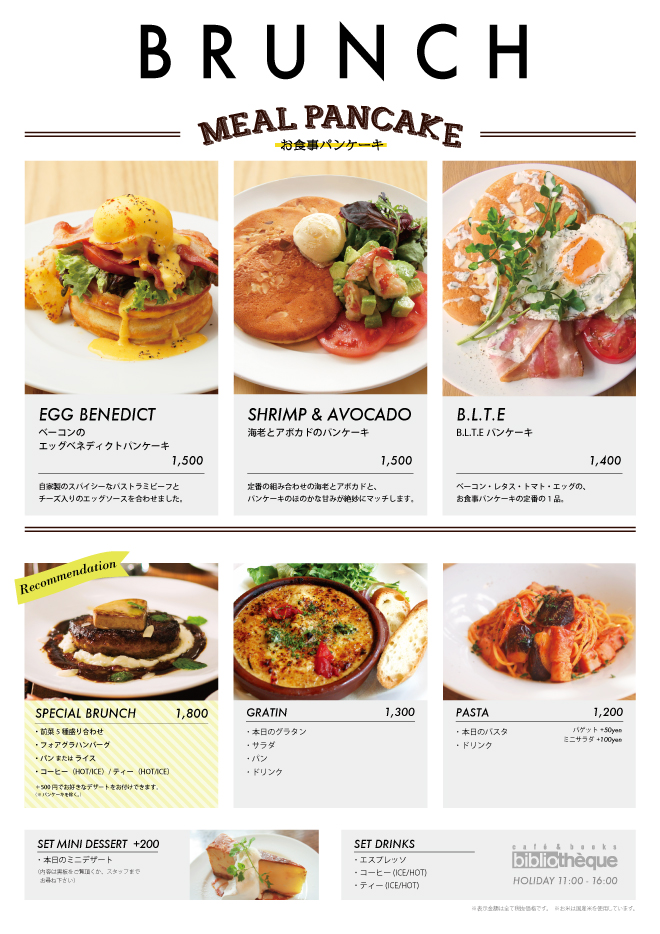 BRUNCH
MEAL PANCAKE
お食事パンケーキ
EGG BENEDICT
ベーコンの
エッグベネディクトパンケーキ
1,500
自家製のスパイシーなパストラミビーフと
チーズ入りのエッグソースを合わせました。
SHRIMP & AVOCADO
海老とアボカドのパンケーキ
1,500
定番の組み合わせの海老とアボカドと、
パンケーキのほのかな甘みが絶妙にマッチします。
B.L.T.E
B.L.T.E パンケーキ
1,400
ベーコン・レタス・トマト・エッグの、
お食事パンケーキの定番の1品。
Recommendation
SPECIAL BRUNCH 1,800
・前菜5種盛り合わせ
・フォアグラハンバーグ
・パン または ライス
・コーヒー（HOT/ICE）/ ティー（HOT/ICE）
＋500円でお好きなデザートをお付けできます。
（※パンケーキを除く。）
GRATIN 1,300
・本日のグラタン
・サラダ
・パン
・ドリンク
PASTA 1,200
・本日のパスタ
・ドリンク
バゲット +50yen
ミニサラダ +100yen
SET MINI DESSERT +200
・本日のミニデザート
（内容は黒板をご覧頂くか、スタッフまで
お尋ね下さい）
SET DRINKS
・エスプレッソ
・コーヒー (ICE/HOT)
・ティー (ICE/HOT)
café & books
bibliothèque
HOLIDAY 11:00 - 16:00
※表示金額は全て税抜価格です。 ※お米は国産米を使用しています。